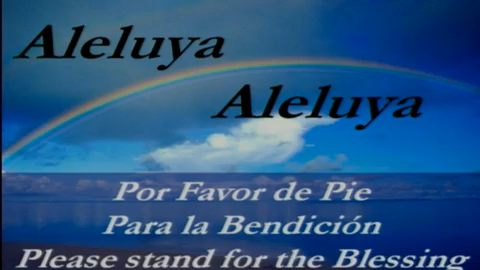 Aleluya
Aleluya
Por Favor de Pie
Para la Bendición
Please stand for the Blessing